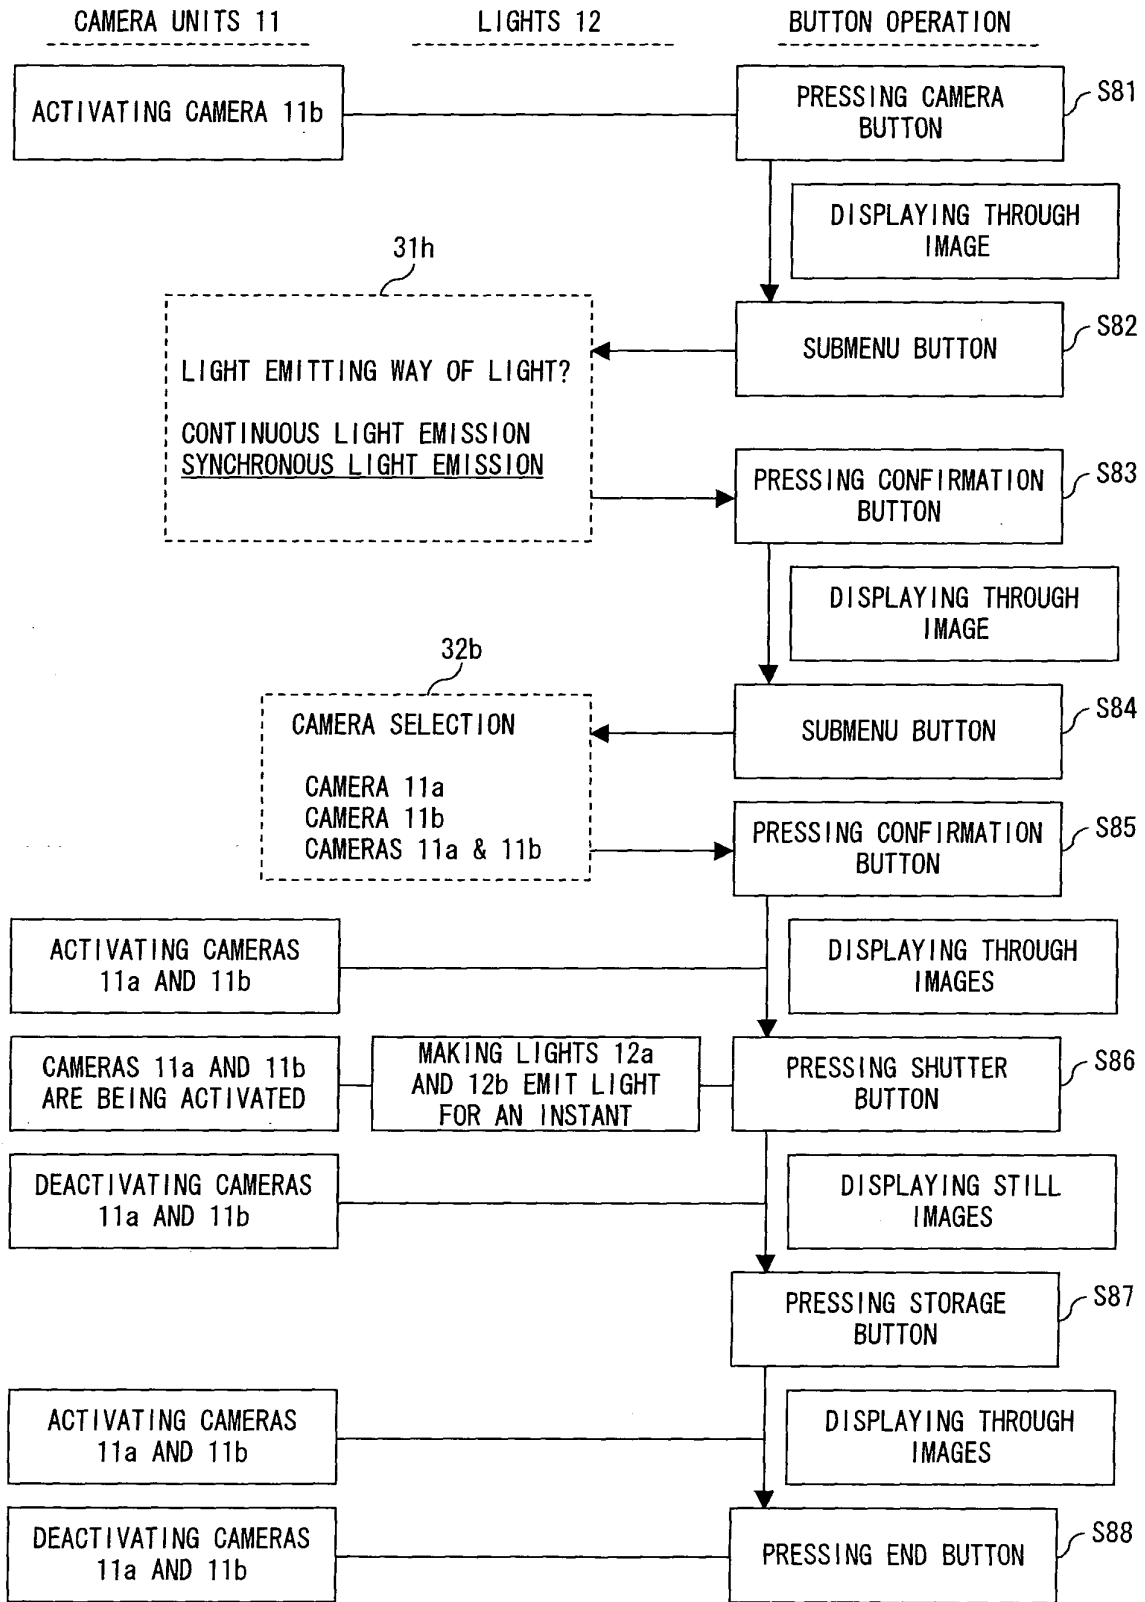 CAMERA UNITS 11
LIGHTS 12
BUTTON OPERATION
ACTIVATING CAMERA 11b
PRESSING CAMERA
BUTTON
S81
DISPLAYING THROUGH
IMAGE
31h
LIGHT EMITTING WAY OF LIGHT?
CONTINUOUS LIGHT EMISSION
SYNCHRONOUS LIGHT EMISSION
SUBMENU BUTTON
S82
PRESSING CONFIRMATION
BUTTON
S83
DISPLAYING THROUGH
IMAGE
32b
CAMERA SELECTION
CAMERA 11a
CAMERA 11b
CAMERAS 11a & 11b
SUBMENU BUTTON
S84
PRESSING CONFIRMATION
BUTTON
S85
ACTIVATING CAMERAS
11a AND 11b
DISPLAYING THROUGH
IMAGES
CAMERAS 11a AND 11b
ARE BEING ACTIVATED
MAKING LIGHTS 12a
AND 12b EMIT LIGHT
FOR AN INSTANT
PRESSING SHUTTER
BUTTON
S86
DEACTIVATING CAMERAS
11a AND 11b
DISPLAYING STILL
IMAGES
PRESSING STORAGE
BUTTON
S87
ACTIVATING CAMERAS
11a AND 11b
DISPLAYING THROUGH
IMAGES
DEACTIVATING CAMERAS
11a AND 11b
PRESSING END BUTTON
S88